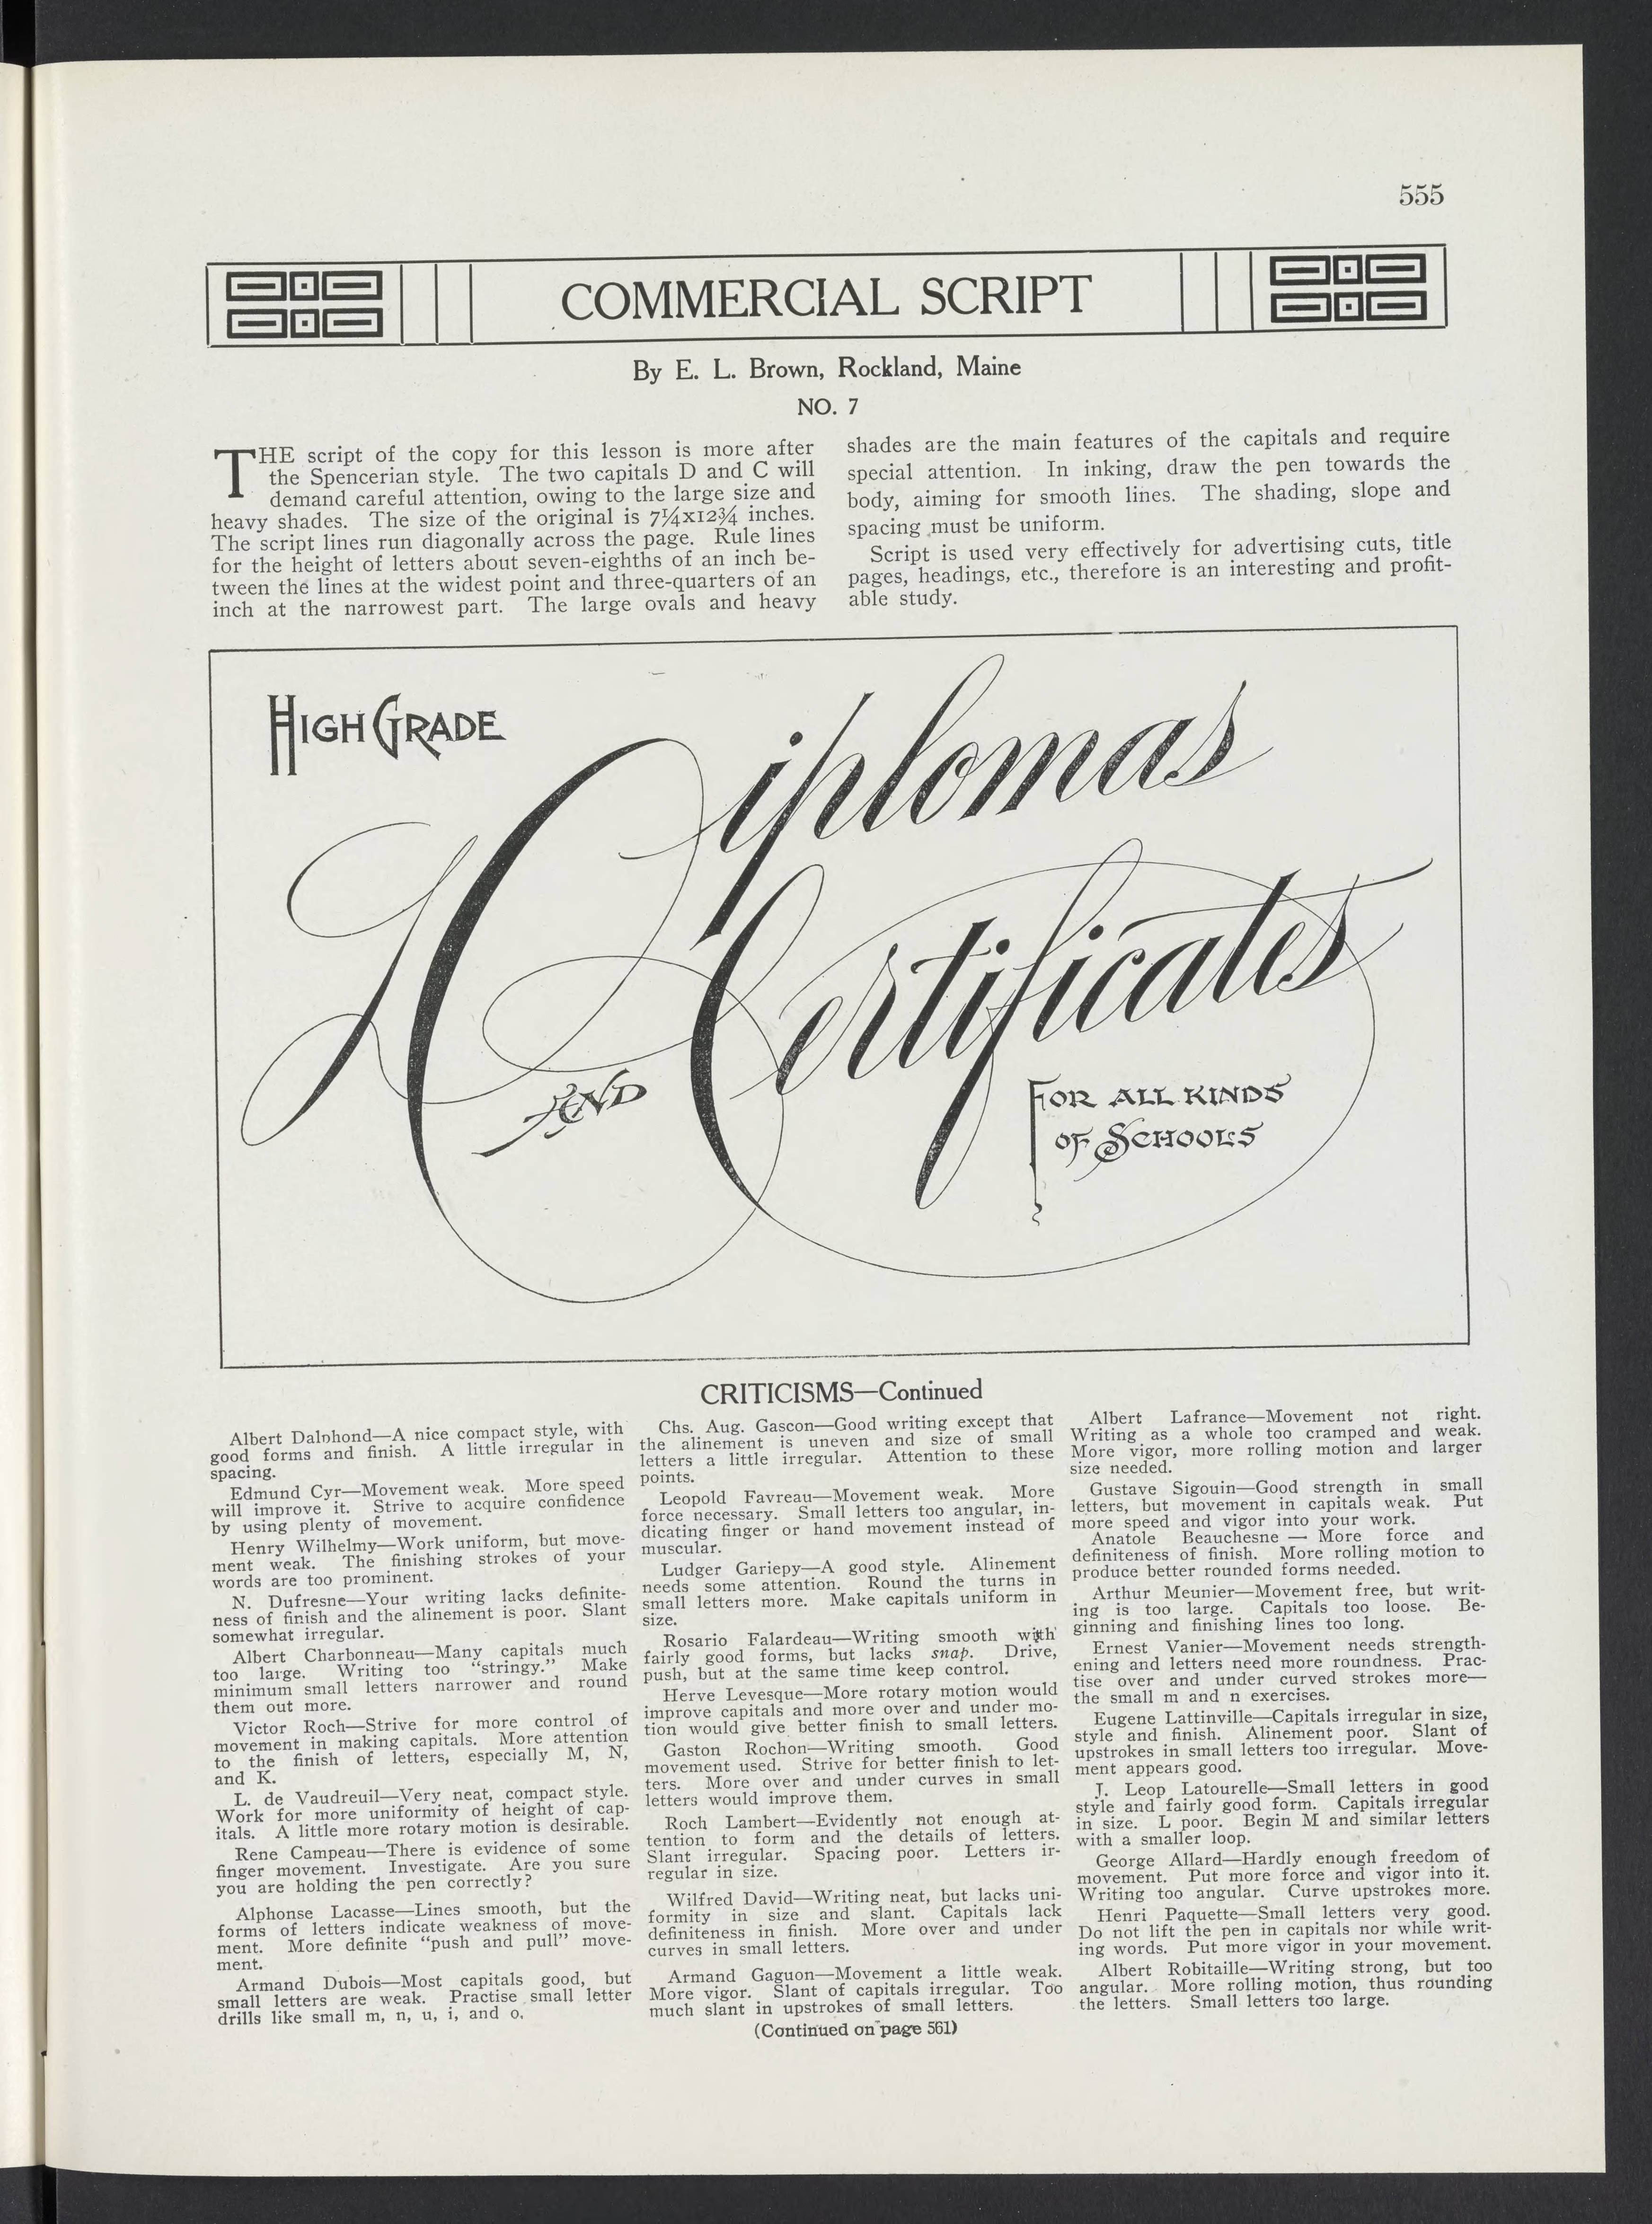 555
COMMERCIAL SCRIPT
By E. L. Brown, Rockland, Maine
NO. 7
THE script of the copy for this lesson is more after
the Spencerian style. The two capitals D and C will
demand careful attention, owing to the large size and
heavy shades. The size of the original is 7¼x12¾ inches.
The script lines run diagonally across the page. Rule lines
for the height of letters about seven-eighths of an inch be-
tween the lines at the widest point and three-quarters of an
inch at the narrowest part. The large ovals and heavy
shades are the main features of the capitals and require
special attention. In inking, draw the pen towards the
body, aiming for smooth lines. The shading, slope and
spacing must be uniform.
Script is used very effectively for advertising cuts, title
pages, headings, etc., therefore is an interesting and profit-
able study.
HIGH GRADE
Diplomas
AND
Certificates
FOR ALL KINDS
OF SCHOOLS
CRITICISMS—Continued
Albert Dalphond—A nice compact style, with
good forms and finish. A little irregular in
spacing.
Edmund Cyr—Movement weak. More speed
will improve it. Strive to acquire confidence
by using plenty of movement.
Henry Wilhelmy—Work uniform, but move-
ment weak. The finishing strokes of your
words are too prominent.
N. Dufresne—Your writing lacks definite-
ness of finish and the alinement is poor. Slant
somewhat irregular.
Albert Charbonneau—Many capitals much
too large. Writing too "stringy." Make
minimum small letters narrower and round
them out more.
Victor Roch—Strive for more control of
movement in making capitals. More attention
to the finish of letters, especially M, N,
and K.
L. de Vaudreuil—Very neat, compact style.
Work for more uniformity of height of cap-
itals. A little more rotary motion is desirable.
Rene Campeau—There is evidence of some
finger movement. Investigate. Are you sure
you are holding the pen correctly?
Alphonse Lacasse—Lines smooth, but the
forms of letters indicate weakness of move-
ment. More definite "push and pull" move-
ment.
Armand Dubois—Most capitals good, but
small letters are weak. Practise small letter
drills like small m, n, u, i, and o.
Chs. Aug. Gascon—Good writing except that
the alinement is uneven and size of small
letters a little irregular. Attention to these
points.
Leopold Favreau—Movement weak. More
force necessary. Small letters too angular, in-
dicating finger or hand movement instead of
muscular.
Ludger Gariepy—A good style. Alinement
needs some attention. Round the turns in
small letters more. Make capitals uniform in
size.
Rosario Falardeau—Writing smooth with
fairly good forms, but lacks snap. Drive,
push, but at the same time keep control.
Herve Levesque—More rotary motion would
improve capitals and more over and under mo-
tion would give better finish to small letters.
Gaston Rochon—Writing smooth. Good
movement used. Strive for better finish to let-
ters. More over and under curves in small
letters would improve them.
Roch Lambert—Evidently not enough at-
tention to form and the details of letters.
Slant irregular. Spacing poor. Letters ir-
regular in size.
Wilfred David—Writing neat, but lacks uni-
formity in size and slant. Capitals lack
definiteness in finish. More over and under
curves in small letters.
Armand Gaguon—Movement a little weak.
More vigor. Slant of capitals irregular. Too
much slant in upstrokes of small letters.
Albert Lafrance—Movement not right.
Writing as a whole too cramped and weak.
More vigor, more rolling motion and larger
size needed.
Gustave Sigouin—Good strength in small
letters, but movement in capitals weak. Put
more speed and vigor into your work.
Anatole Beauchesne — More force and
definiteness of finish. More rolling motion to
produce better rounded forms needed.
Arthur Meunier—Movement free, but writ-
ing is too large. Capitals too loose. Be-
ginning and finishing lines too long.
Ernest Vanier—Movement needs strength-
ening and letters need more roundness. Prac-
tise over and under curved strokes more—
the small m and n exercises.
Eugene Lattinville—Capitals irregular in size,
style and finish. Alinement poor. Slant of
upstrokes in small letters too irregular. Move-
ment appears good.
J. Leop Latourelle—Small letters in good
style and fairly good form. Capitals irregular
in size. L poor. Begin M and similar letters
with a smaller loop.
George Allard—Hardly enough freedom of
movement. Put more force and vigor into it.
Writing too angular. Curve upstrokes more.
Henri Paquette—Small letters very good.
Do not lift the pen in capitals nor while writ-
ing words. Put more vigor in your movement.
Albert Robitaille—Writing strong, but too
angular. More rolling motion, thus rounding
the letters. Small letters too large.
(Continued on page 561)